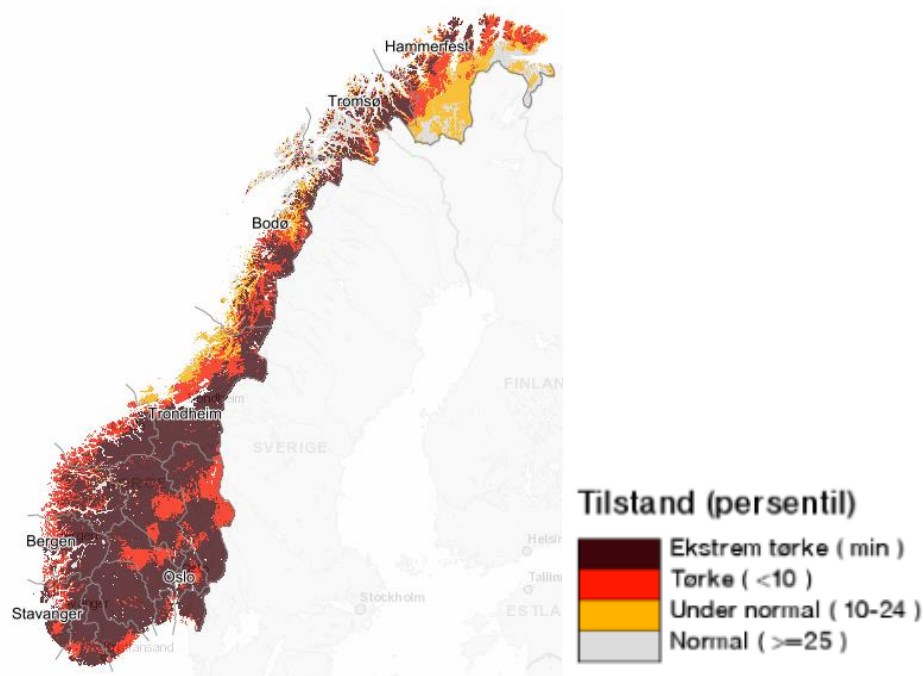 Hammerfest
Tromsø
Bodø
FINLAN
Trondheim
SVERIGE
Bergen
Oslo
Helsin
Tallin
Stockholm
ESTLA
Stavanger
Tilstand (persentil)
Ekstrem tørke ( min )
Tørke ( <10 )
Under normal ( 10-24 )
Normal ( >=25 )